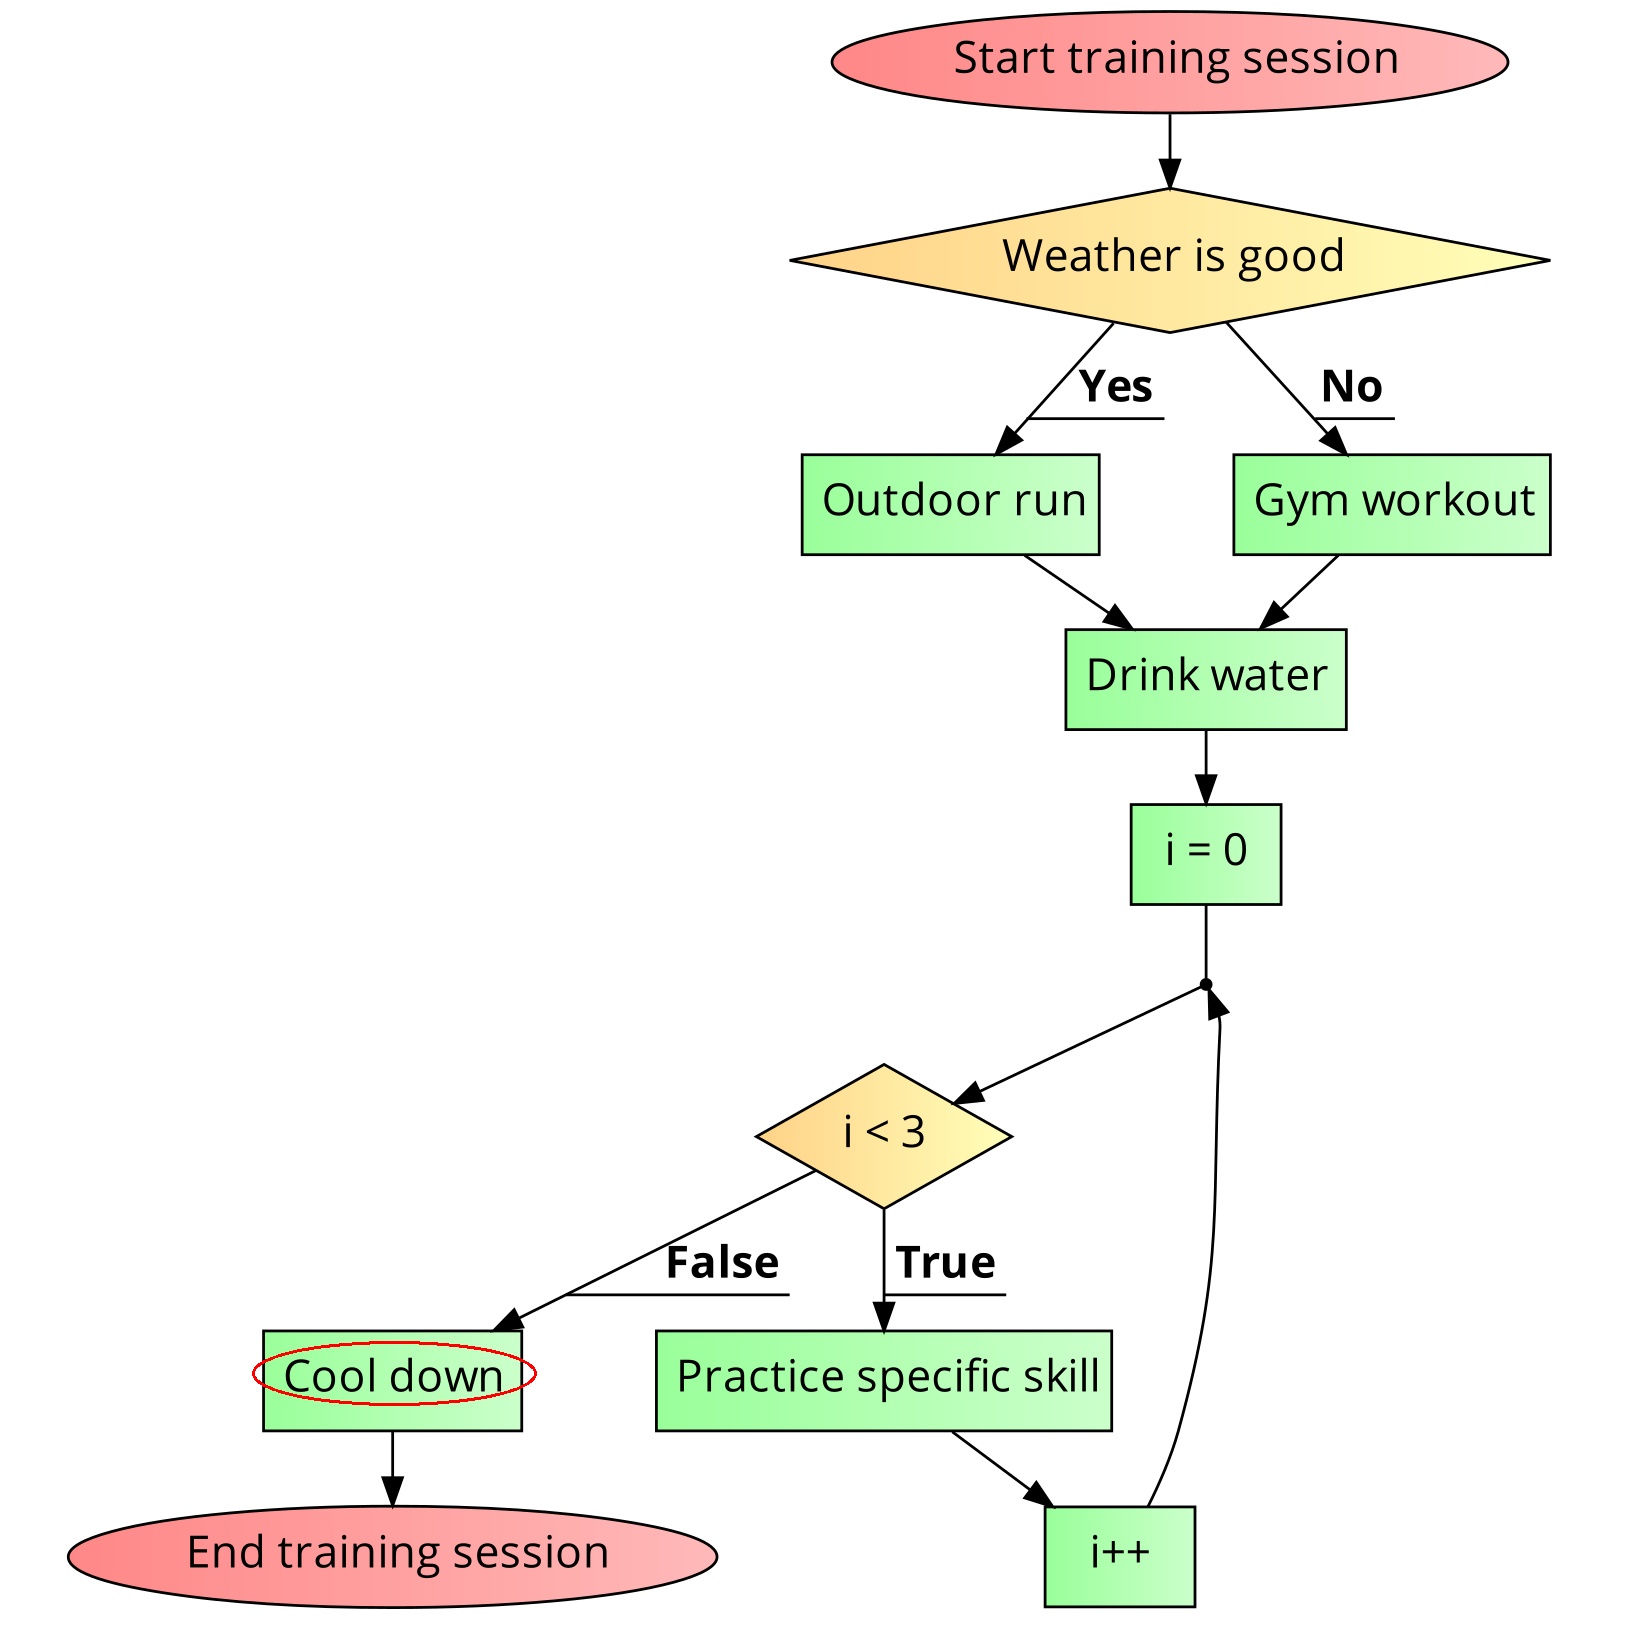 Start training session
Weather is good
Yes
No
Outdoor run
Gym workout
Drink water
i = 0
i < 3
False
True
Cool down
Practice specific skill
End training session
i++